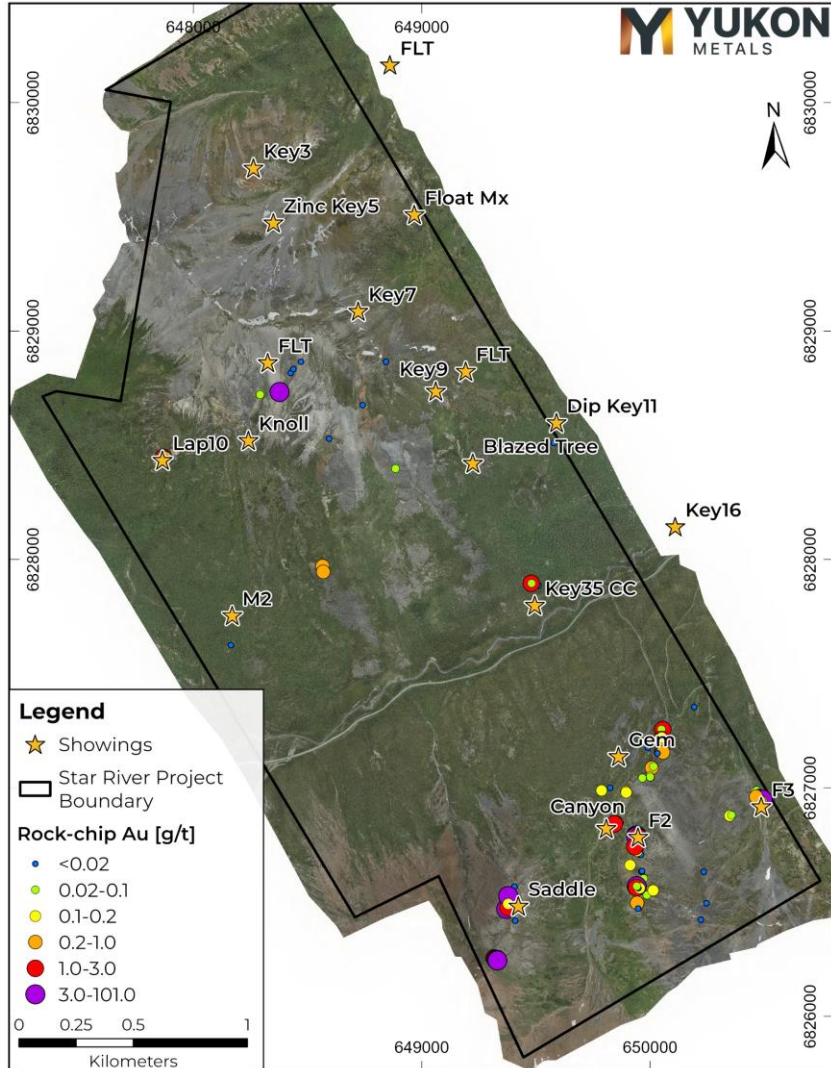 648000
649000
YUKON
METALS
FLT
6830000
6830000
N
Key3
Float Mx
Zinc Key5
Key7
6829000
6829000
FLT
FLT
Key9
Dip Key11
Knoll
Lap10
Blazed Tree
Key16
6828000
6828000
Key35 CC
M2
Legend
Showings
Star River Project
Boundary
Rock-chip Au [g/t]
<0.02
0.02-0.1
0.1-0.2
0.2-1.0
1.0-3.0
3.0-101.0
0 0.25 0.5 1
Kilometers
Gem
F3
6827000
Canyon
F2
Saddle
6826000
649000
650000